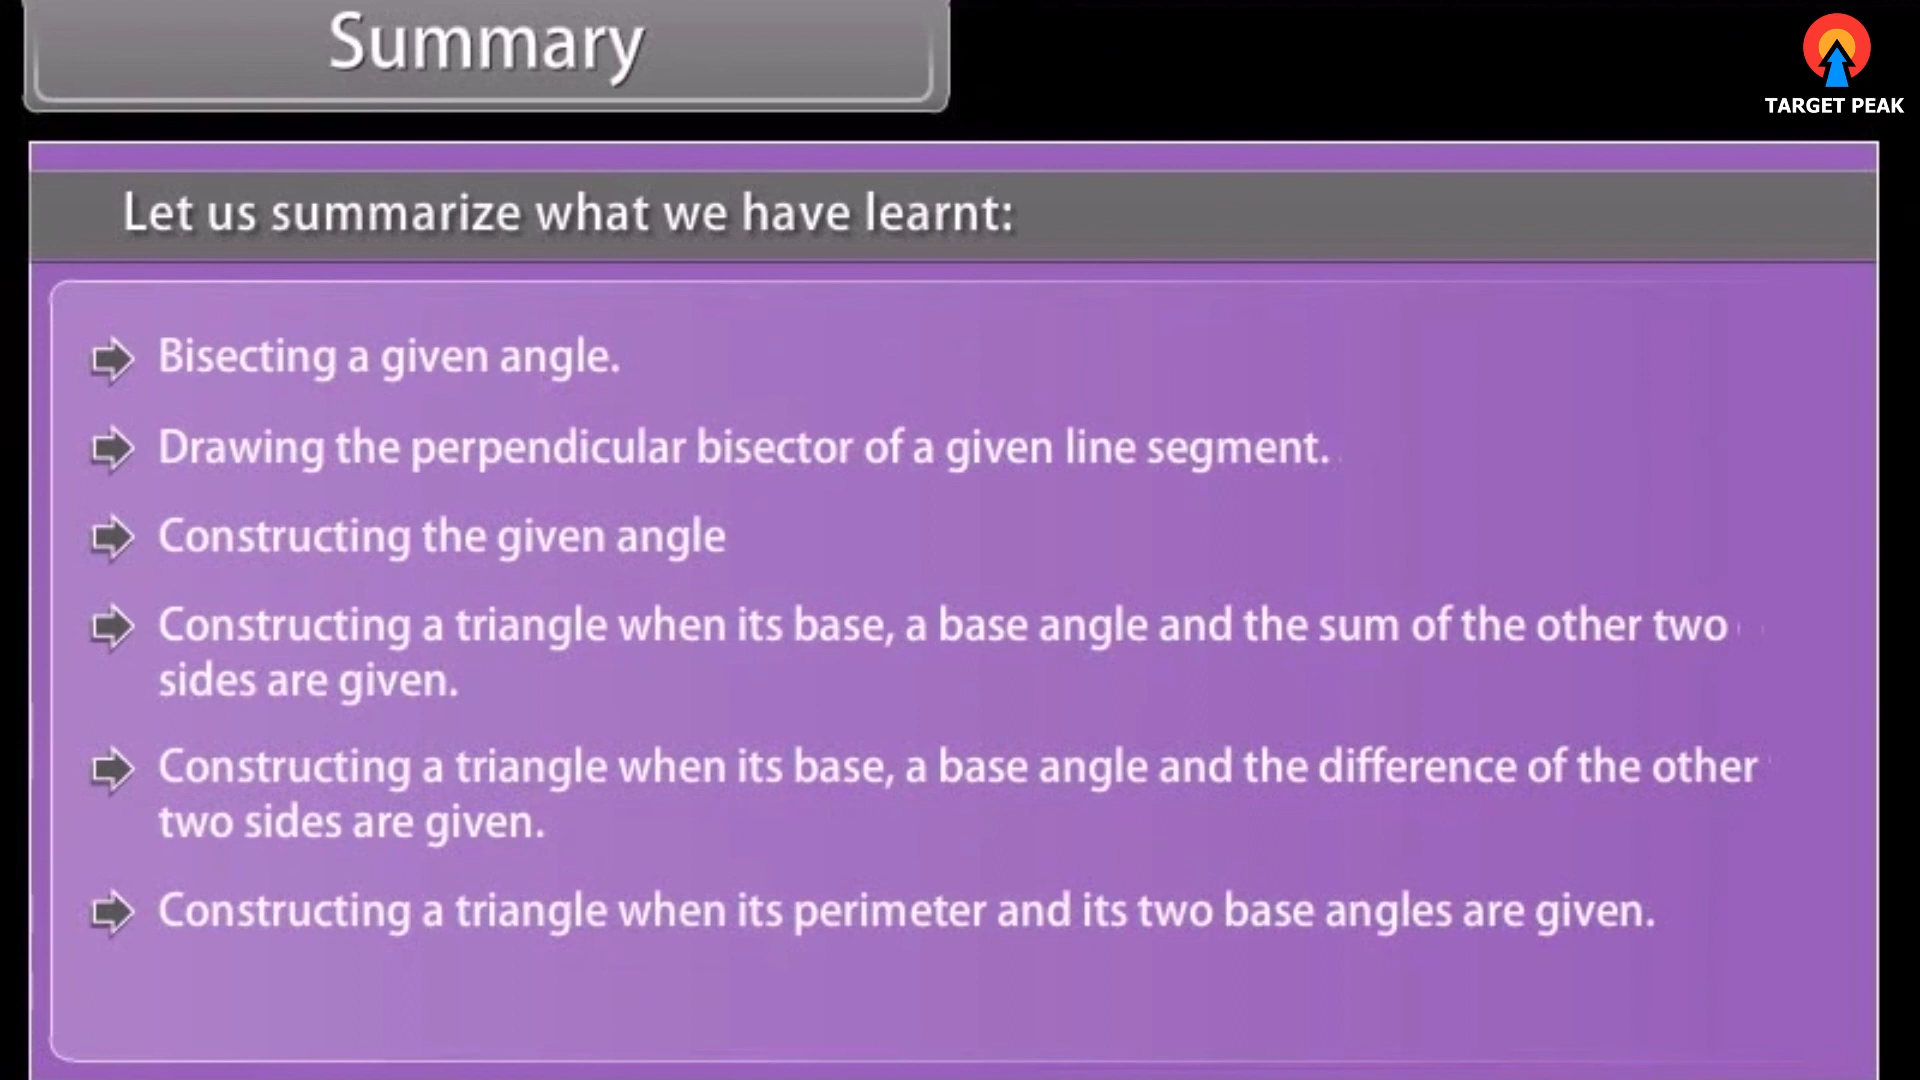 Summary
TARGET PEAK
Let us summarize what we have learnt:
Bisecting a given angle.
Drawing the perpendicular bisector of a given line segment.
Constructing the given angle
Constructing a triangle when its base, a base angle and the sum of the other two
sides are given.
Constructing a triangle when its base, a base angle and the difference of the other
two sides are given.
Constructing a triangle when its perimeter and its two base angles are given.